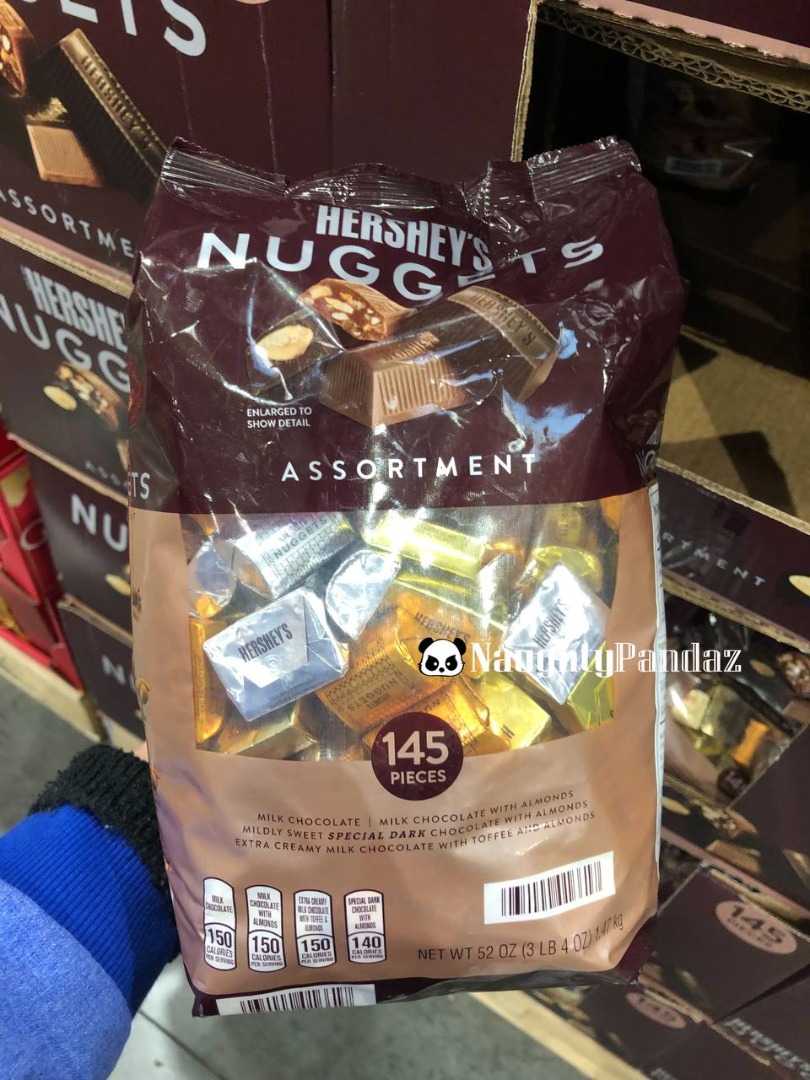 HERSHEY'S
NUGGETS
ENLARGED TO
SHOW DETAIL
HERSHEY'S
ASSORTMENT
NUGGETS
HERSHEY'S
HERSHEY'S
NUGGETS
NaughtyPandaz
145
PIECES
MILK CHOCOLATE | MILK CHOCOLATE WITH ALMONDS
MILDLY SWEET SPECIAL DARK CHOCOLATE WITH ALMONDS
EXTRA CREAMY MILK CHOCOLATE WITH TOFFEE AND ALMONDS
MILK
CHOCOLATE
150
CALORIES
PER SERVING
MILK
CHOCOLATE
WITH
ALMONDS
150
CALORIES
PER SERVING
EXTRA CREAMY
MILK CHOCOLATE
WITH TOFFEE &
ALMONDS
150
CALORIES
PER SERVING
SPECIAL DARK
CHOCOLATE
WITH
ALMONDS
140
CALORIES
PER SERVING
NET WT 52 OZ (3 LB 4 OZ) 1.47 kg
HERSHEY'S
ASSORTME
HERSHE
NUGG
NU
145
PIECES